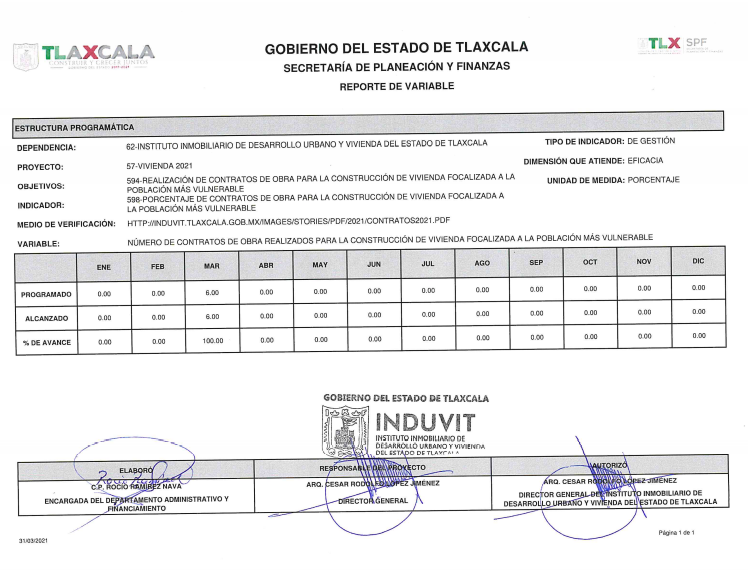 TLAXCALA
CONSTRUIR Y CRECER JUNTOS
GOBIERNO DEL ESTADO DE TLAXCALA
SECRETARÍA DE PLANEACIÓN Y FINANZAS
REPORTE DE VARIABLE
TLX SPF
ESTRUCTURA PROGRAMÁTICA
DEPENDENCIA: 62-INSTITUTO INMOBILIARIO DE DESARROLLO URBANO Y VIVIENDA DEL ESTADO DE TLAXCALA TIPO DE INDICADOR: DE GESTIÓN
PROYECTO: 57-VIVIENDA 2021 DIMENSIÓN QUE ATIENDE: EFICACIA
OBJETIVOS: 594-REALIZACIÓN DE CONTRATOS DE OBRA PARA LA CONSTRUCCIÓN DE VIVIENDA FOCALIZADA A LA UNIDAD DE MEDIDA: PORCENTAJE
POBLACIÓN MÁS VULNERABLE
INDICADOR: 598-PORCENTAJE DE CONTRATOS DE OBRA PARA LA CONSTRUCCIÓN DE VIVIENDA FOCALIZADA A
LA POBLACIÓN MÁS VULNERABLE
MEDIO DE VERIFICACIÓN: HTTP://INDUVIT.TLAXCALA.GOB.MX/IMAGES/STORIES/PDF/2021/CONTRATOS2021.PDF
VARIABLE: NÚMERO DE CONTRATOS DE OBRA REALIZADOS PARA LA CONSTRUCCIÓN DE VIVIENDA FOCALIZADA A LA POBLACIÓN MÁS VULNERABLE
ENE FEB MAR ABR MAY JUN JUL AGO SEP OCT NOV DIC
PROGRAMADO 0.00 0.00 6.00 0.00 0.00 0.00 0.00 0.00 0.00 0.00 0.00 0.00
ALCANZADO 0.00 0.00 6.00 0.00 0.00 0.00 0.00 0.00 0.00 0.00 0.00 0.00
% DE AVANCE 0.00 0.00 100.00 0.00 0.00 0.00 0.00 0.00 0.00 0.00 0.00 0.00
GOBIERNO DEL ESTADO DE TLAXCALA
INDUVIT
INSTITUTO INMOBILIARIO DE
DESARROLLO URBANO Y VIVIENDA
DEL ESTADO DE TLAXCALA
ELABORÓ
C.P. ROCIO RAMIREZ NAVA
ENCARGADA DEL DEPARTAMENTO ADMINISTRATIVO Y
FINANCIAMIENTO
RESPONSABLE DEL PROYECTO
ARQ. CESAR RODOLFO LÓPEZ JIMÉNEZ
DIRECTOR GENERAL
AUTORIZÓ
ARQ. CESAR RODOLFO LÓPEZ JIMÉNEZ
DIRECTOR GENERAL DEL INSTITUTO INMOBILIARIO DE
DESARROLLO URBANO Y VIVIENDA DEL ESTADO DE TLAXCALA
31/03/2021
Página 1 de 1